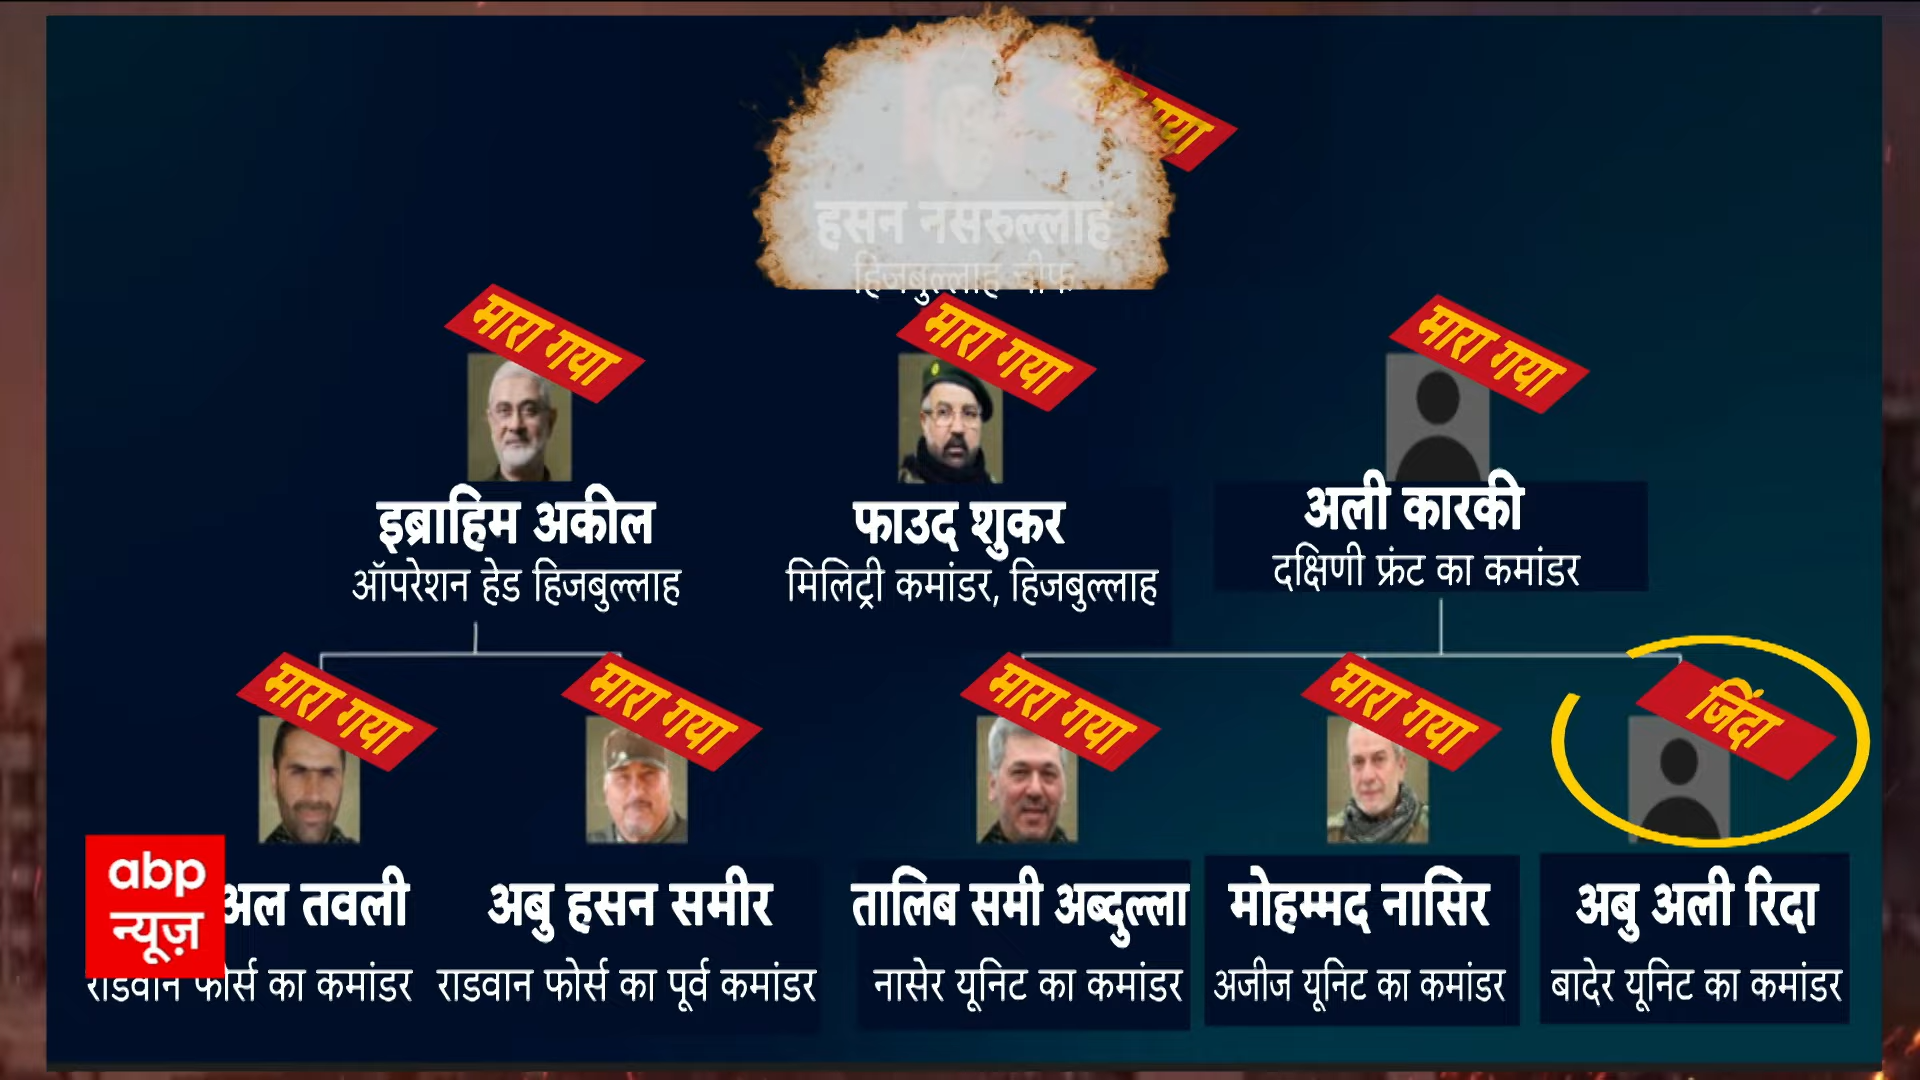 गया
हसन नसरुल्लाह
हिजबुल्लाह चीफ
मारा गया
मारा गया
मारा गया
इब्राहिम अकील
फाउद शुकर
अली कारकी
ऑपरेशन हेड हिजबुल्लाह
मिलिट्री कमांडर, हिजबुल्लाह
दक्षिणी फ्रंट का कमांडर
मारा गया
मारा गया
मारा गया
मारा गया
जिंदा
abp
न्यूज़
अल तवली
अबु हसन समीर
तालिब समी अब्दुल्ला
मोहम्मद नासिर
अबु अली रिदा
राडवान फोर्स का कमांडर
राडवान फोर्स का पूर्व कमांडर
नासेर यूनिट का कमांडर
अजीज यूनिट का कमांडर
बादेर यूनिट का कमांडर